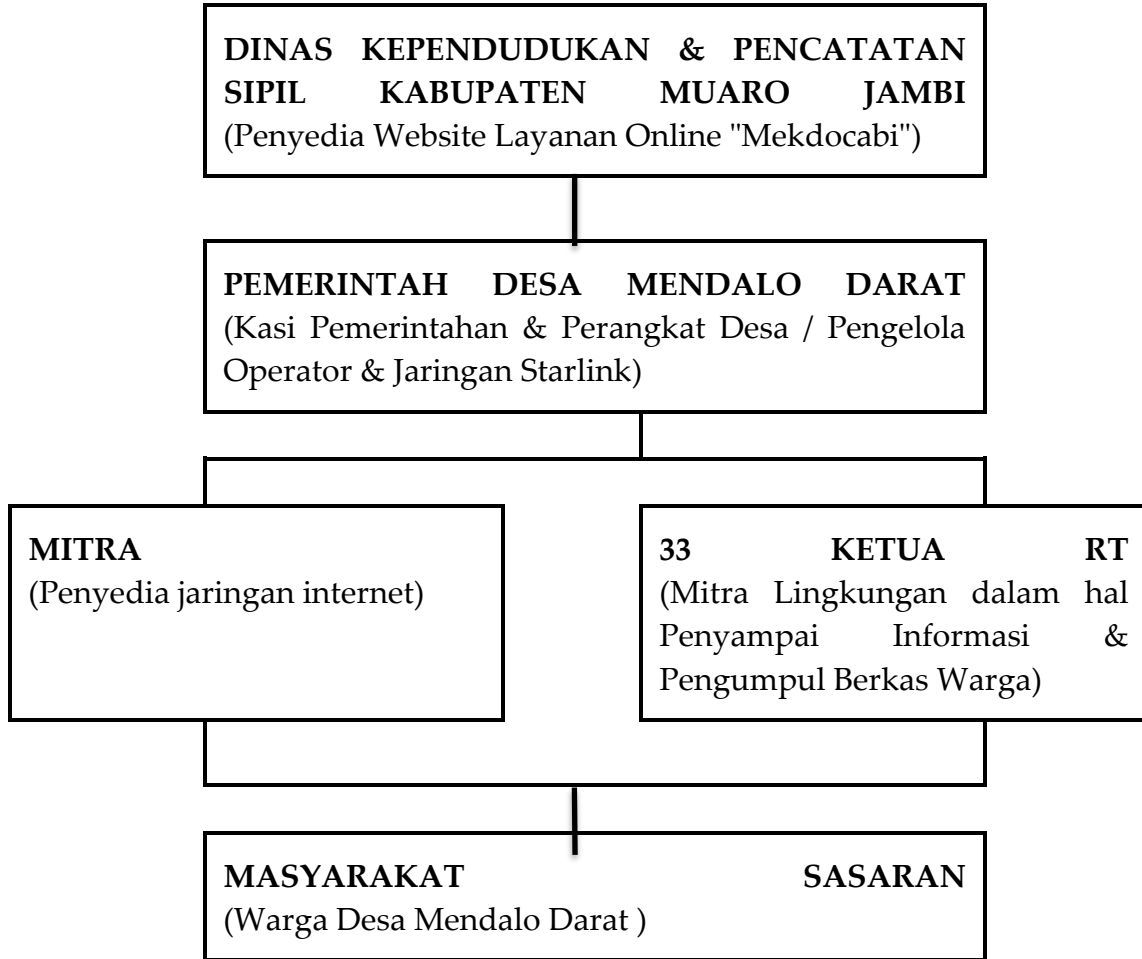 DINAS KEPENDUDUKAN & PENCATATAN
SIPIL KABUPATEN MUARO JAMBI
(Penyedia Website Layanan Online "Mekdocabi")
PEMERINTAH DESA MENDALO DARAT
(Kasi Pemerintahan & Perangkat Desa / Pengelola
Operator & Jaringan Starlink)
MITRA
(Penyedia jaringan internet)
33 KETUA RT
(Mitra Lingkungan dalam hal
Penyampai Informasi &
Pengumpul Berkas Warga)
MASYARAKAT SASARAN
(Warga Desa Mendalo Darat )